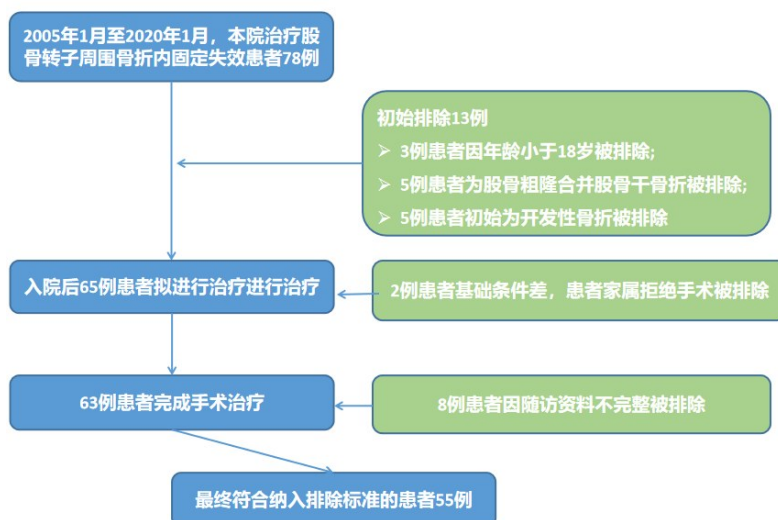 2005年1月至2020年1月，本院治疗股
骨转子周围骨折内固定失效患者78例
初始排除13例
➢ 3例患者因年龄小于18岁被排除;
➢ 5例患者为股骨粗隆合并股骨干骨折被排除;
➢ 5例患者初始为开发性骨折被排除
入院后65例患者拟进行治疗进行治疗
2例患者基础条件差，患者家属拒绝手术被排除
63例患者完成手术治疗
8例患者因随访资料不完整被排除
最终符合纳入排除标准的患者55例